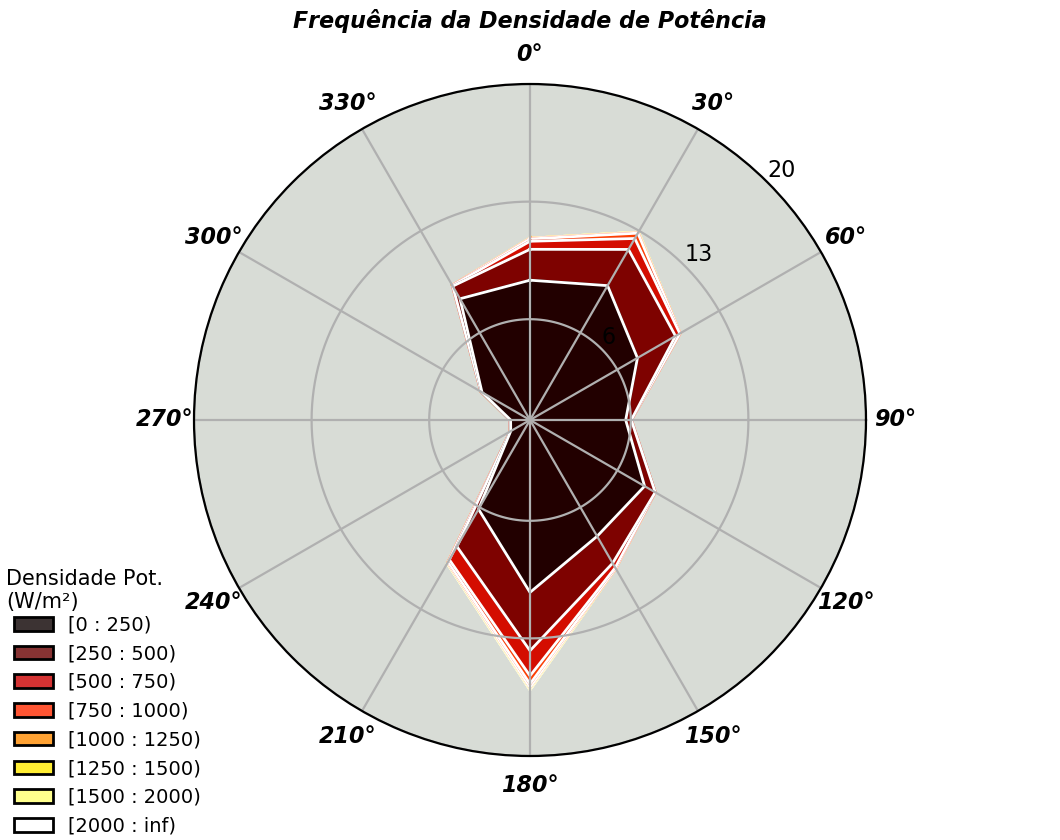 Frequência da Densidade de Potência
0°
330°
30°
20
300°
60°
13
6
270°
90°
240°
120°
210°
150°
180°
Densidade Pot.
(W/m²)
[0 : 250)
[250 : 500)
[500 : 750)
[750 : 1000)
[1000 : 1250)
[1250 : 1500)
[1500 : 2000)
[2000 : inf)